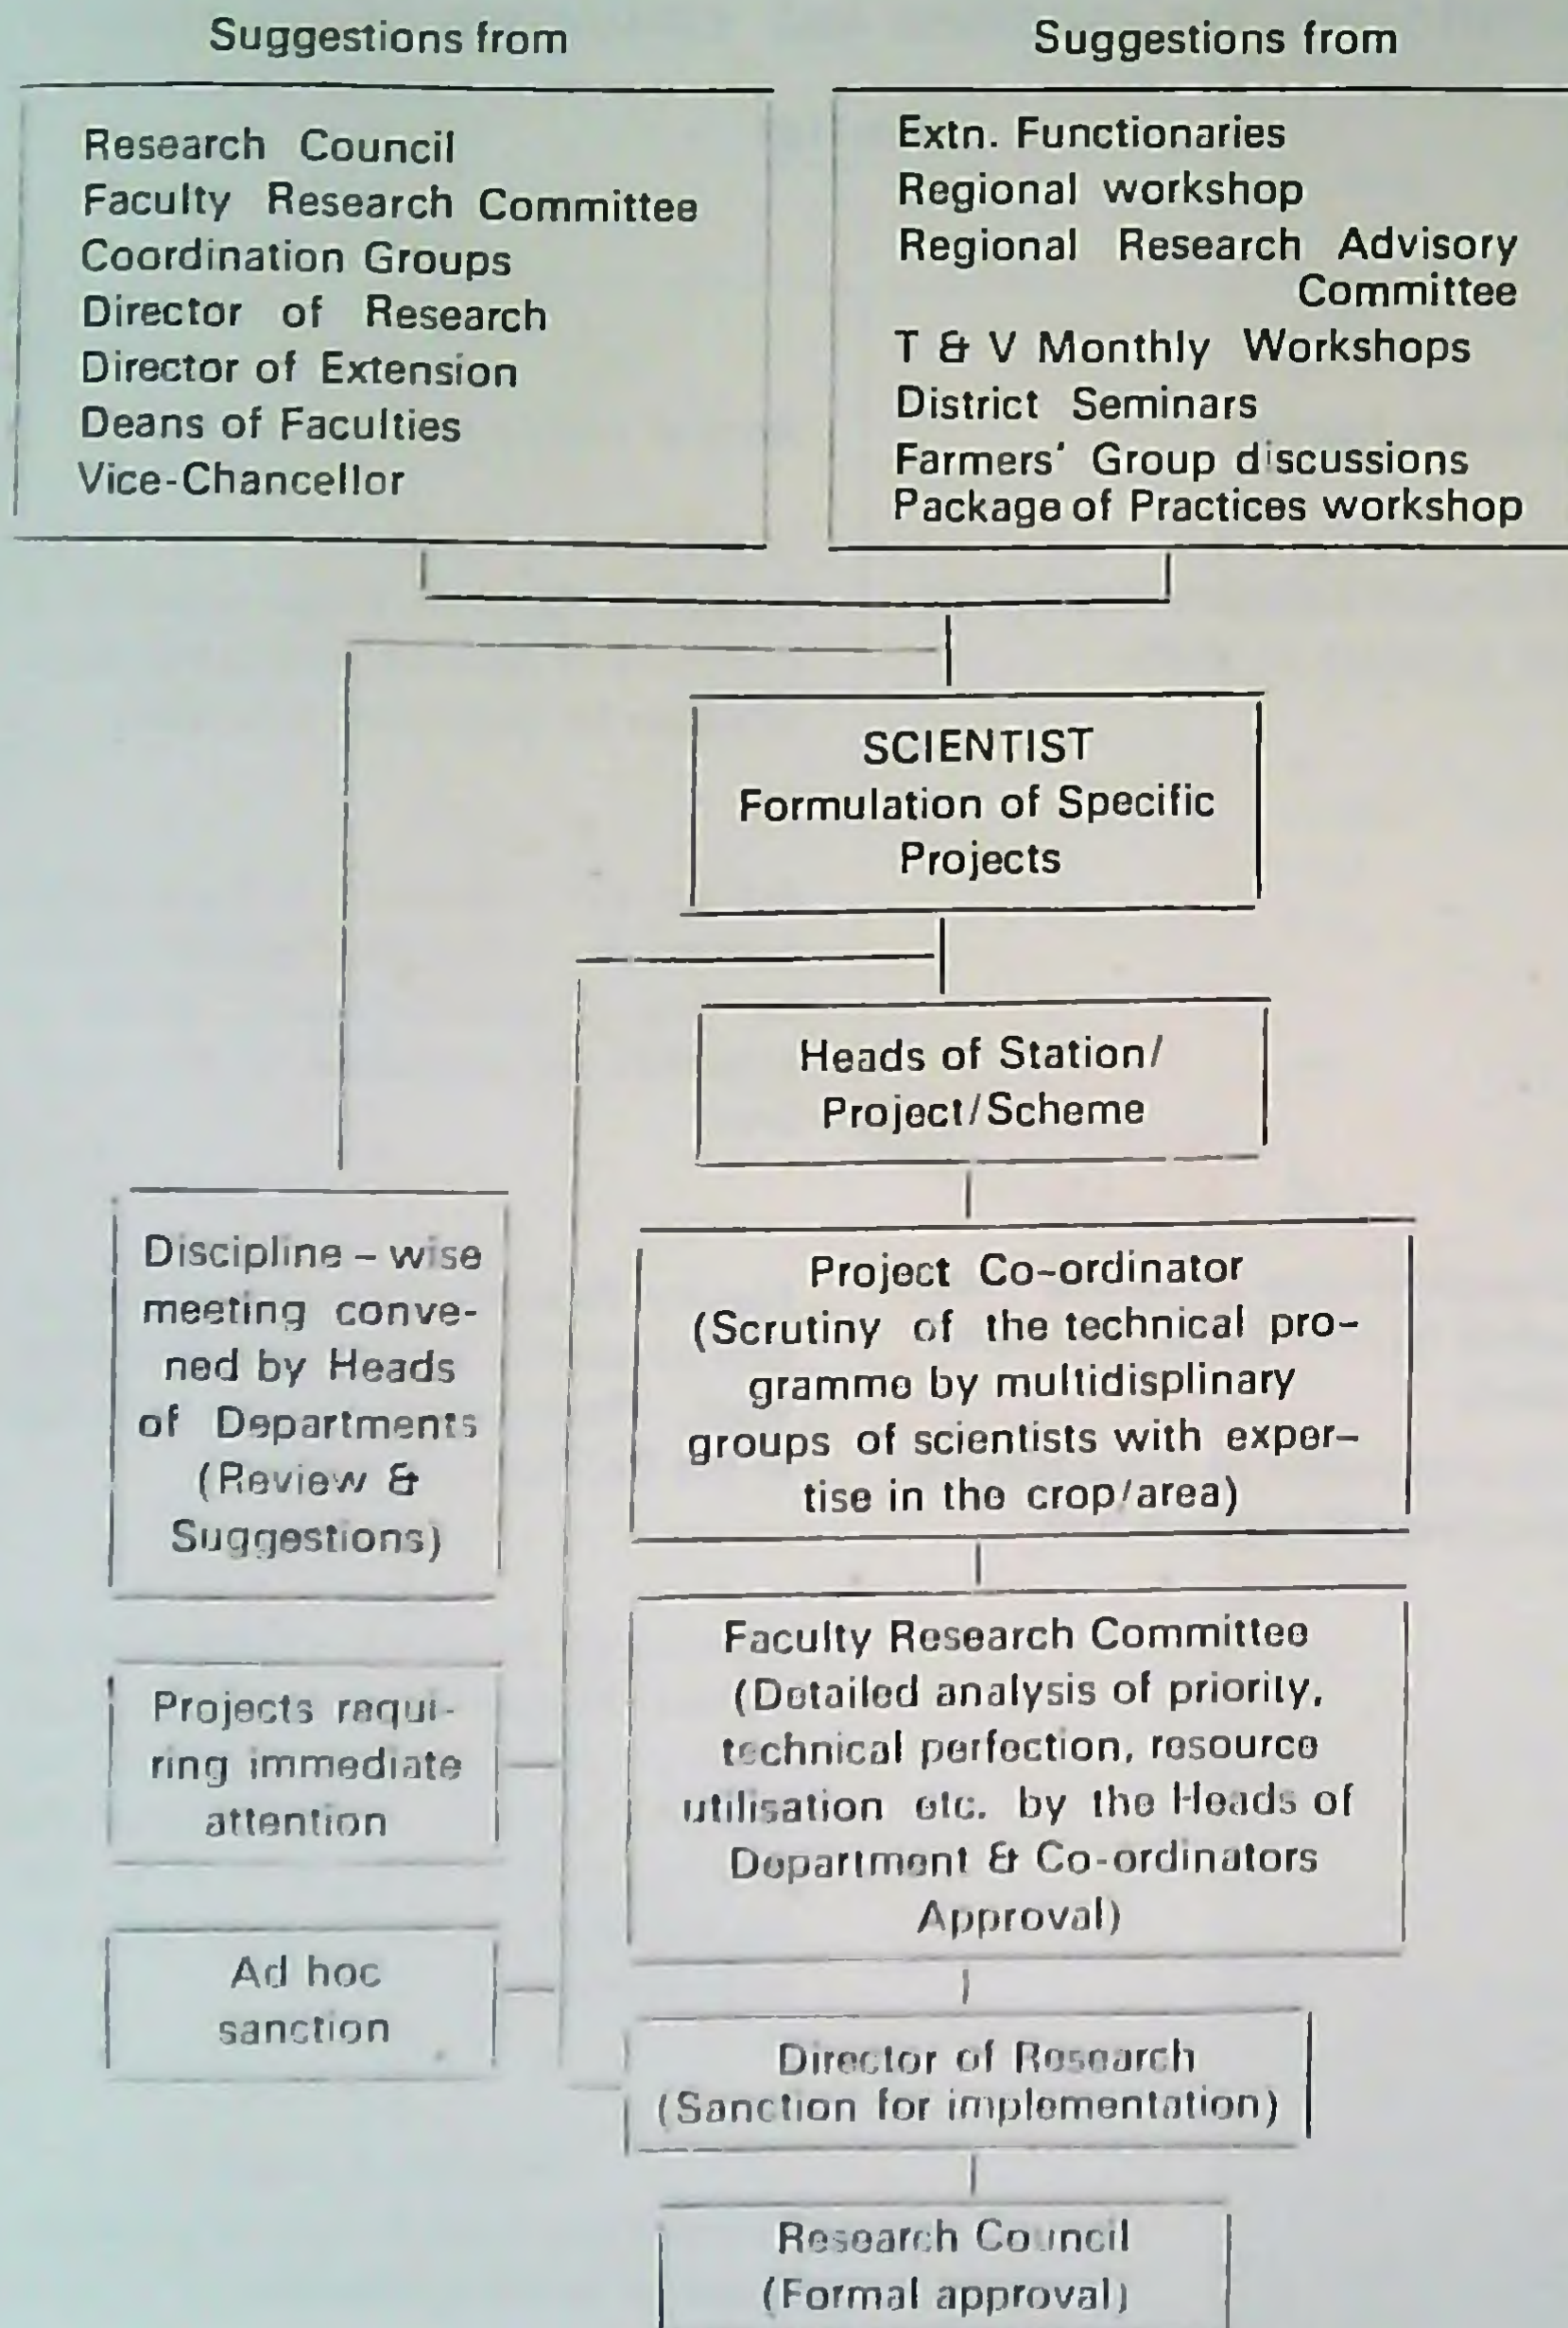 Suggestions from
Research Council
Faculty Research Committee
Coordination Groups
Director of Research
Director of Extension
Deans of Faculties
Vice-Chancellor
Suggestions from
Extn. Functionaries
Regional workshop
Regional Research Advisory
Committee
T & V Monthly Workshops
District Seminars
Farmers' Group discussions
Package of Practices workshop
SCIENTIST
Formulation of Specific
Projects
Heads of Station/
Project/Scheme
Discipline – wise
meeting conve-
ned by Heads
of Departments
(Review &
Suggestions)
Project Co-ordinator
(Scrutiny of the technical pro-
gramme by multidisplinary
groups of scientists with exper-
tise in the crop/area)
Projects requi-
ring immediate
attention
Faculty Research Committee
(Detailed analysis of priority,
technical perfection, resource
utilisation etc. by the Heads of
Department & Co-ordinators
Approval)
Ad hoc
sanction
Director of Research
(Sanction for implementation)
Research Council
(Formal approval)